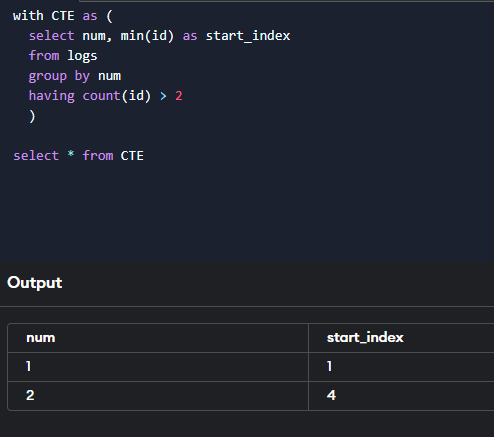 with CTE as (
select num, min(id) as start_index
from logs
group by num
having count(id) > 2
)
select * from CTE
Output
num start_index
1 1
2 4